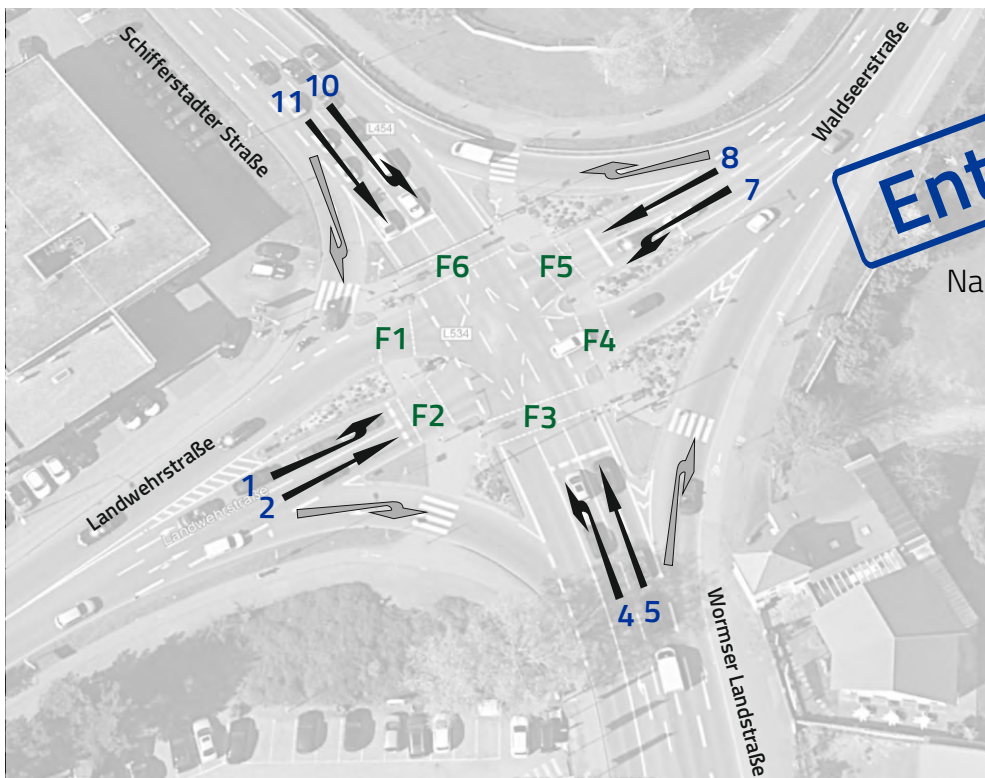 Schifferstadter Straße
11 10
L454
Waldseerstraße
8
7
Ent
Na
F6 F5
F1 L534 F4
F2 F3
Landwehrstraße
1
2
Landwehrstraße
4 5
Wormser Landstraße